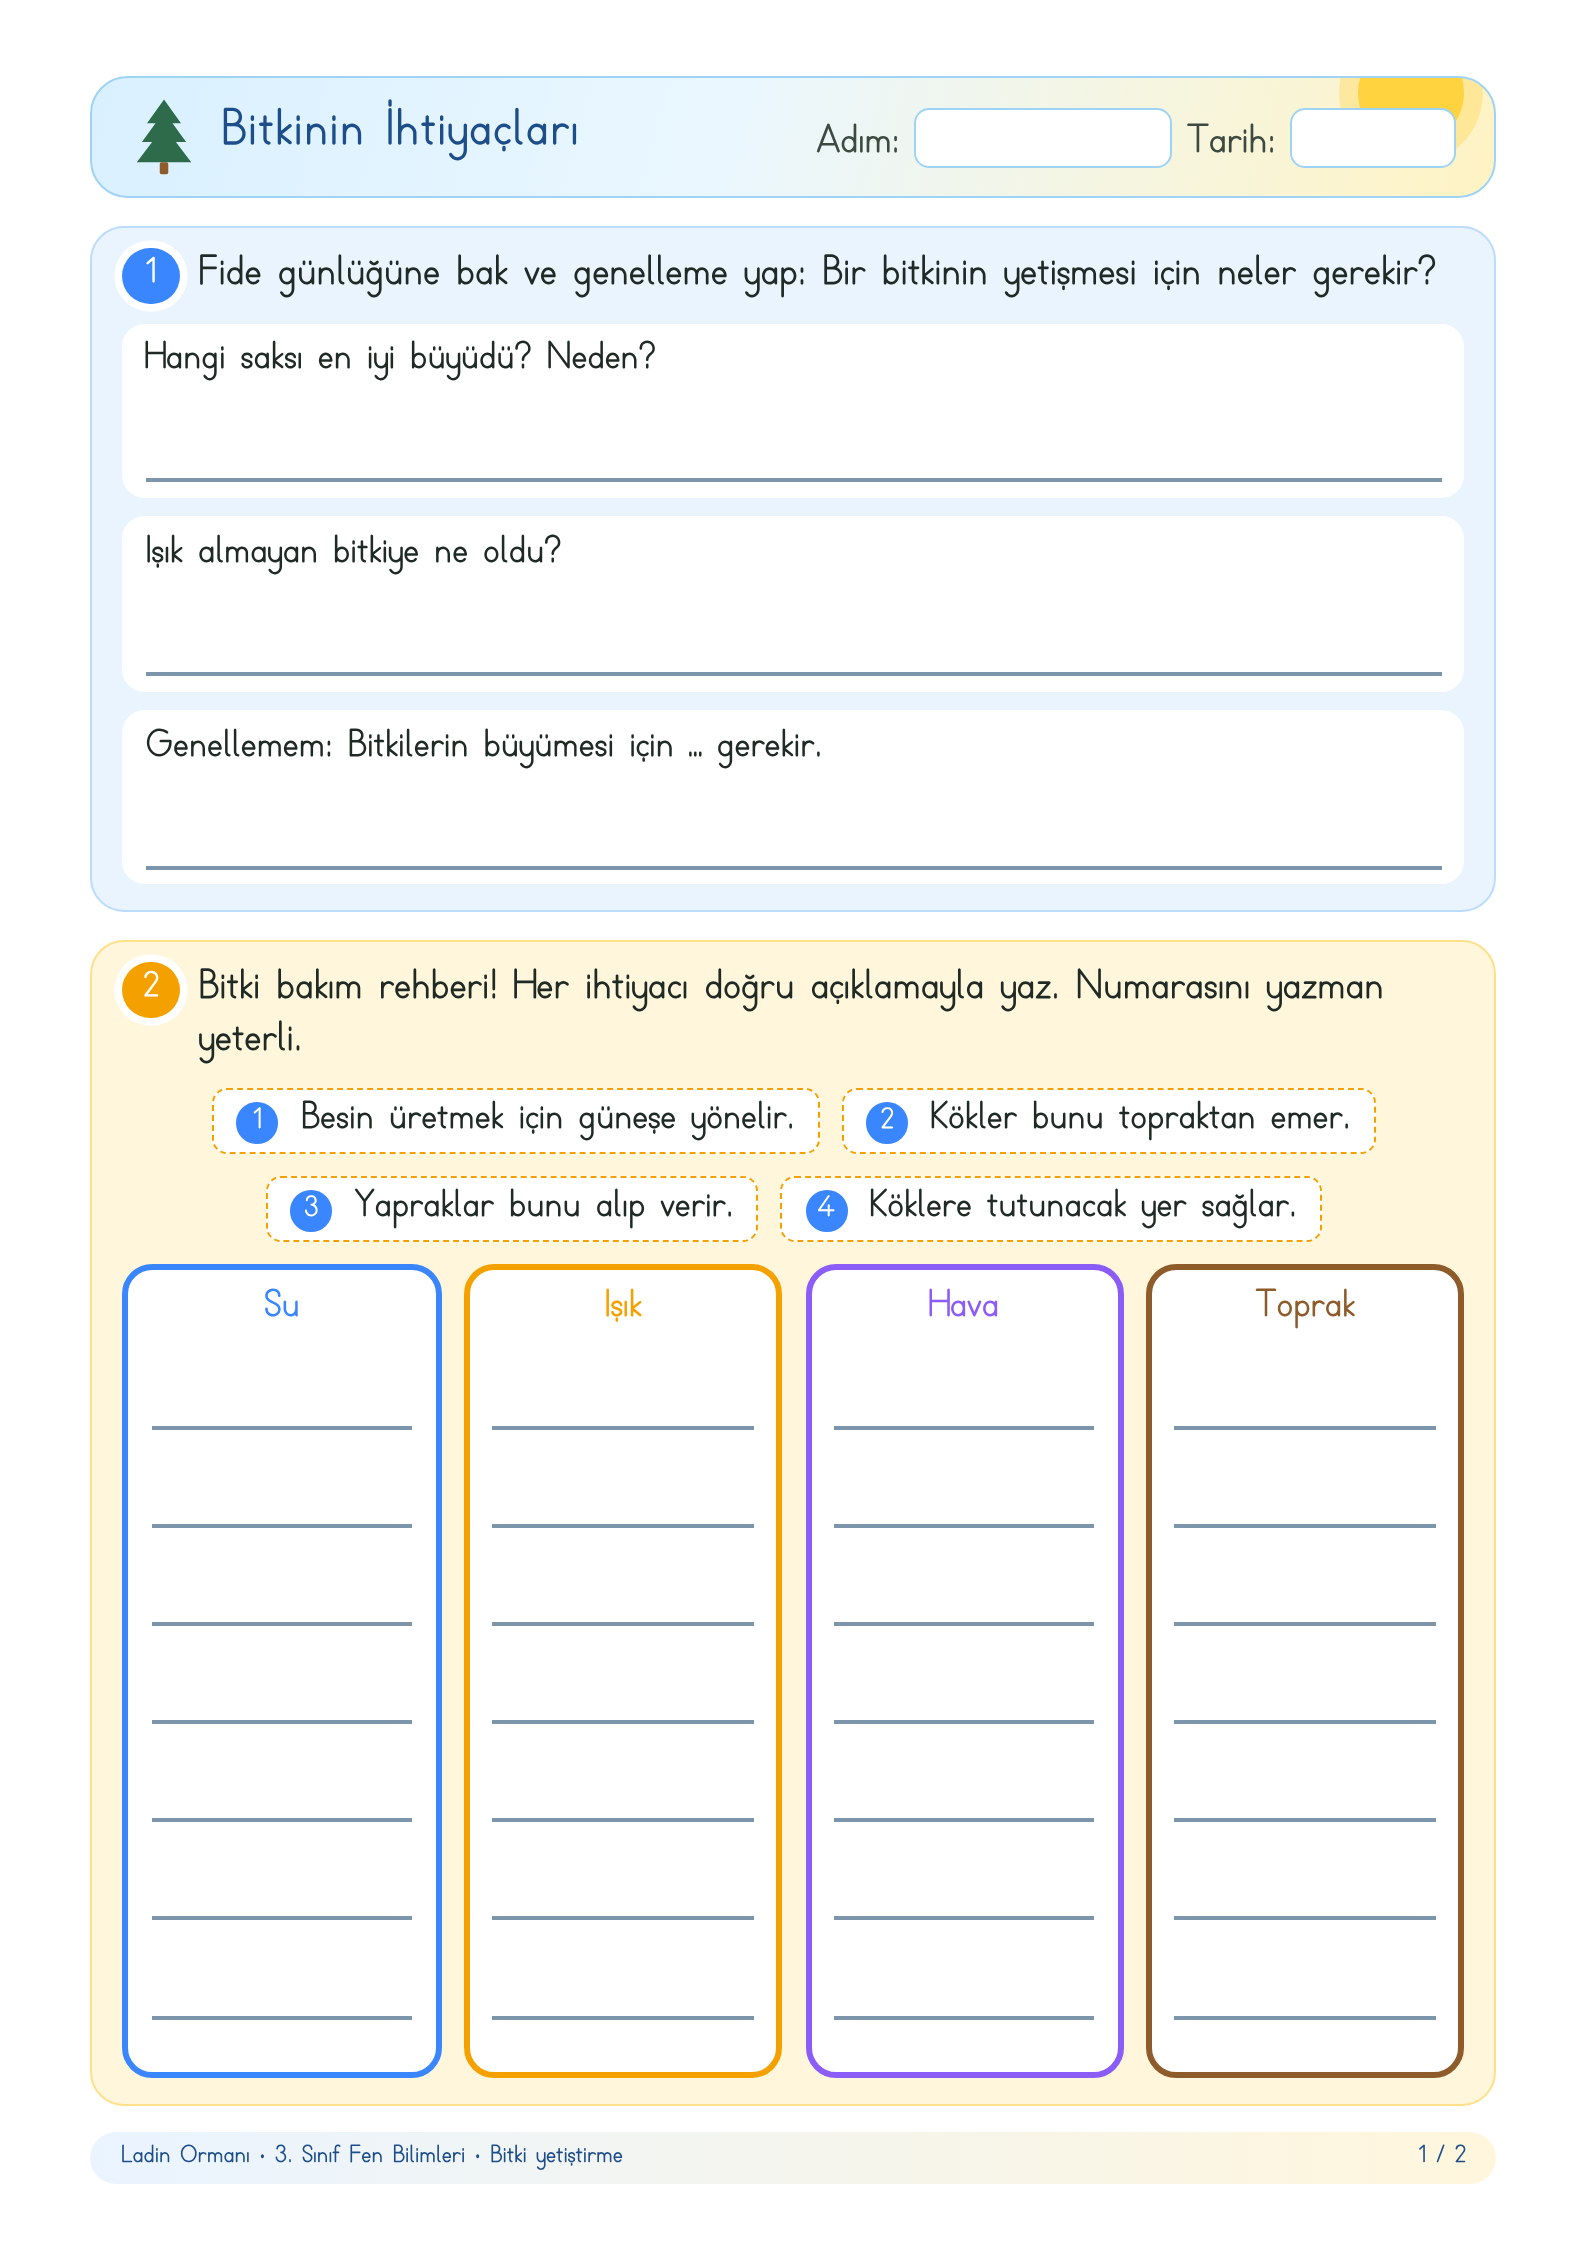 Bitkinin İhtiyaçları
Adım:
Tarih:
1
Fide günlüğüne bak ve genelleme yap: Bir bitkinin yetişmesi için neler gerekir?
Hangi saksı en iyi büyüdü? Neden?
Işık almayan bitkiye ne oldu?
Genellemem: Bitkilerin büyümesi için ... gerekir.
2
Bitki bakım rehberi! Her ihtiyacı doğru açıklamayla yaz. Numarasını yazman
yeterli.
1 Besin üretmek için güneşe yönelir.
2 Kökler bunu topraktan emer.
3 Yapraklar bunu alıp verir.
4 Köklere tutunacak yer sağlar.
Su
Işık
Hava
Toprak
Ladin Ormanı • 3. Sınıf Fen Bilimleri • Bitki yetiştirme
1 / 2